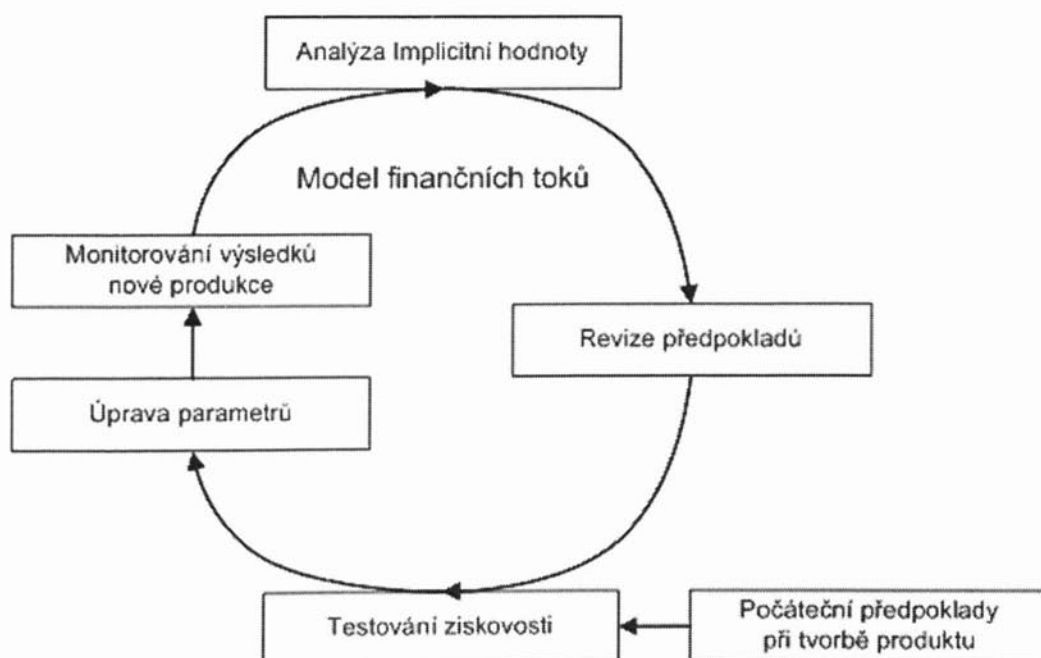 Analýza Implicitní hodnoty
Model finančních toků
Monitorování výsledků
nové produkce
Revize předpokladů
Úprava parametrů
Testování ziskovosti
Počáteční předpoklady
při tvorbě produktu